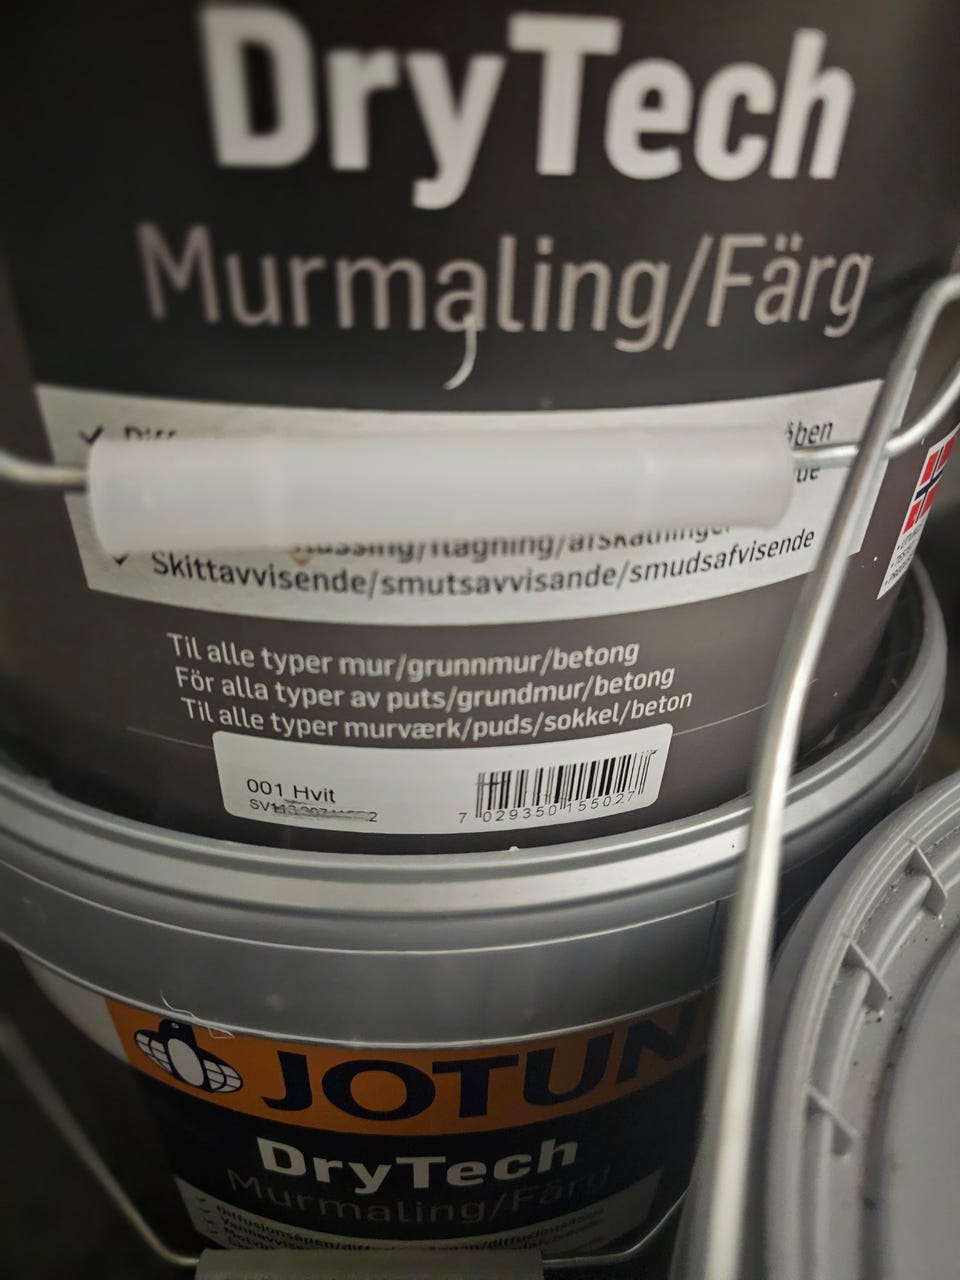 DryTech
Murmaling/Färg
Skittavvisende/smutsavvisande/smudsafvisende
Til alle typer mur/grunnmur/betong
För alla typer av puts/grundmur/betong
Til alle typer murværk/puds/sokkel/beton
001 Hvit
7 029350 155027
JOTUN
DryTech
Murmaling/Färg